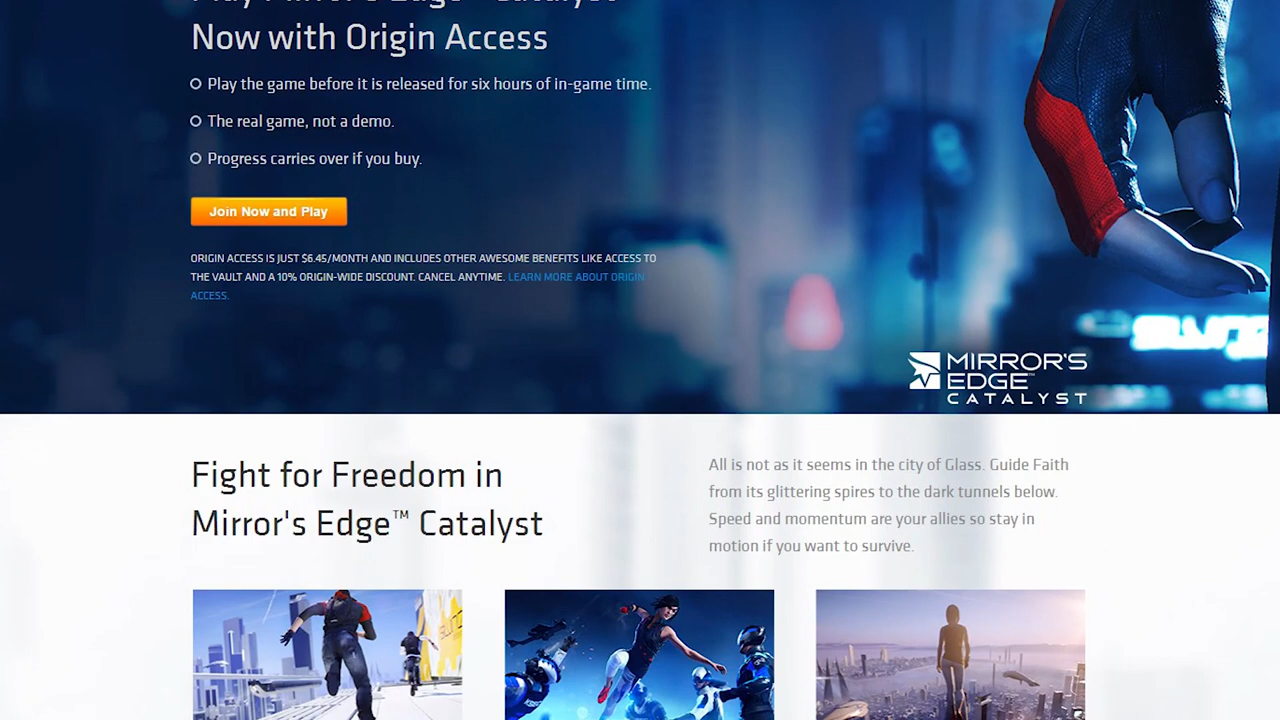 Play Mirror's Edge™ Catalyst
Now with Origin Access
Play the game before it is released for six hours of in-game time.
The real game, not a demo.
Progress carries over if you buy.
Join Now and Play
ORIGIN ACCESS IS JUST $6.45/MONTH AND INCLUDES OTHER AWESOME BENEFITS LIKE ACCESS TO
THE VAULT AND A 10% ORIGIN-WIDE DISCOUNT. CANCEL ANYTIME. LEARN MORE ABOUT ORIGIN
ACCESS.
MIRROR'S
EDGE™
CATALYST
Fight for Freedom in
Mirror's Edge™ Catalyst
All is not as it seems in the city of Glass. Guide Faith
from its glittering spires to the dark tunnels below.
Speed and momentum are your allies so stay in
motion if you want to survive.